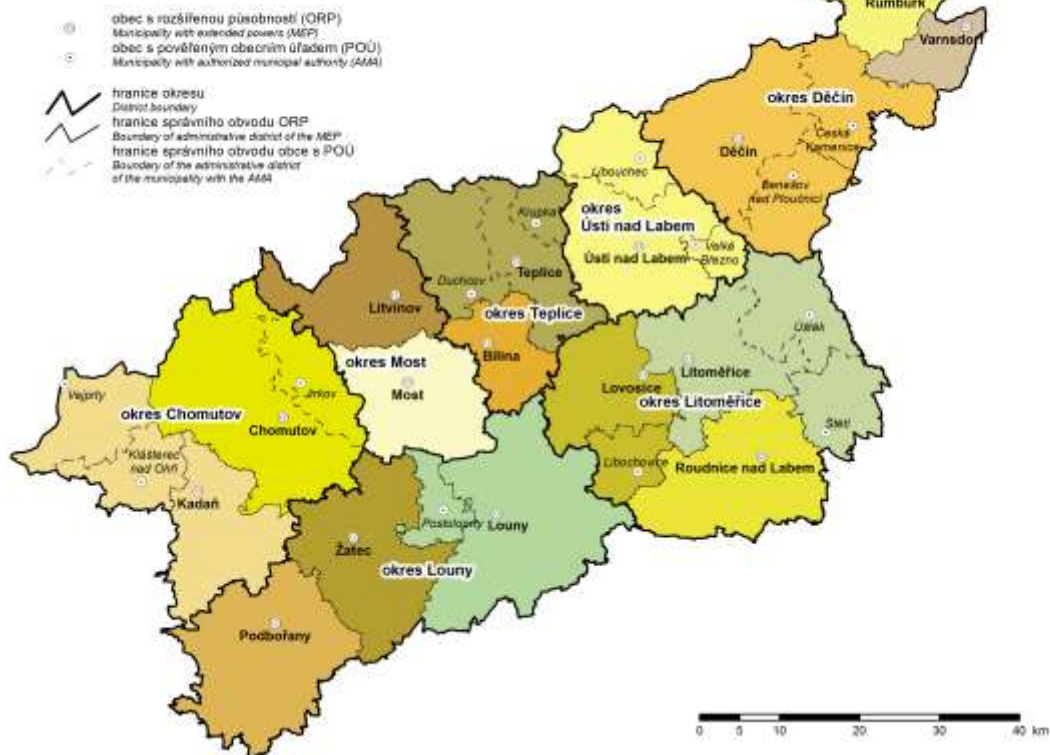 obec s rozšířenou působností (ORP)
Municipality with extended powers (MEP)
obec s pověřeným obecním úřadem (POÚ)
Municipality with authorized municipal authority (AMA)
hranice okresu
District boundary
hranice správního obvodu ORP
Boundary of administrative district of the MEP
hranice správního obvodu obce s POÚ
Boundary of the administrative district
of the municipality with the AMA
Rumburk
Varnsdorf
okres Děčín
Česká
Kamenice
Děčín
Benešov
nad Ploučnicí
Libouchec
okres
Ústí nad Labem
Ústí nad Labem
Velké
Březno
Krupka
Teplice
Duchcov
okres Teplice
Bílina
Litvínov
okres Most
Most
Úštěk
Litoměřice
Lovosice
okres Litoměřice
Štětí
Libochovice
Roudnice nad Labem
Vejprty
okres Chomutov
Jirkov
Chomutov
Klášterec
nad Ohří
Kadaň
Postoloprty
Louny
Žatec
okres Louny
Podbořany
0 5 10 20 30 40 km